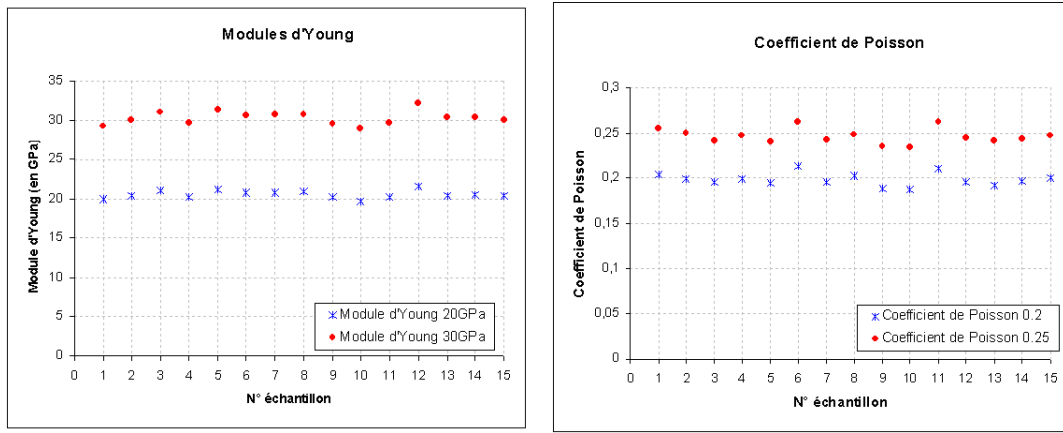 Modules d'Young
Module d'Young (en GPa)
35
30
25
20
15
10
5
0
0 1 2 3 4 5 6 7 8 9 10 11 12 13 14 15
N° échantillon
Module d'Young 20GPa
Module d'Young 30GPa
Coefficient de Poisson
Coefficient de Poisson
0,3
0,25
0,2
0,15
0,1
0,05
0
0 1 2 3 4 5 6 7 8 9 10 11 12 13 14 15
N° échantillon
Coefficient de Poisson 0.2
Coefficient de Poisson 0.25